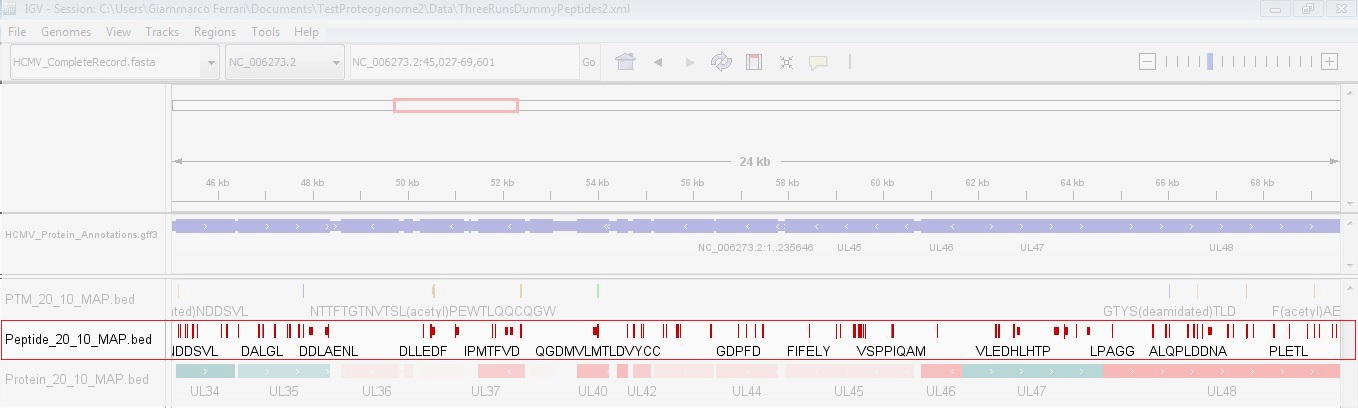 IGV - Session: C:\Users\Giammarco Ferrari\Documents\TestProteogenome2\Data\ThreeRunsDummyPeptides2.xml
File Genomes View Tracks Regions Tools Help
HCMV_CompleteRecord.fasta NC_006273.2 NC_006273.2:45,027-69,601 Go
24 kb
46 kb 48 kb 50 kb 52 kb 54 kb 56 kb 58 kb 60 kb 62 kb 64 kb 66 kb 68 kb
HCMV_Protein_Annotations.gff3
NC_006273.2:1..235646 UL45 UL46 UL47 UL48
PTM_20_10_MAP.bed
ated)NDDSVL NTTFTGTNVTSL(acetyl)PEWTLQQCQGW GTYS(deamidated)TLD F(acetyl)AE
Peptide_20_10_MAP.bed
NDDSVL DALGL DDLAENL DLLEDF IPMTFVD QGDMVLMTLDVYCC GDPFD FIFELY VSPPIQAM VLEDHLHTP LPAGG ALQPLDDNA PLETL
Protein_20_10_MAP.bed
UL34 UL35 UL36 UL37 UL40 UL42 UL44 UL45 UL46 UL47 UL48